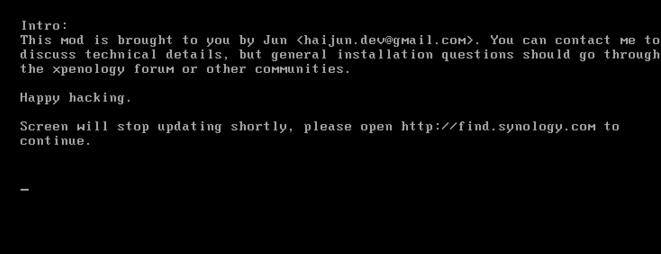 Intro:
This mod is brought to you by Jun <haijun.dev@gmail.com>. You can contact me to
discuss technical details, but general installation questions should go through
the xpenology forum or other communities.
Happy hacking.
Screen will stop updating shortly, please open http://find.synology.com to
continue.